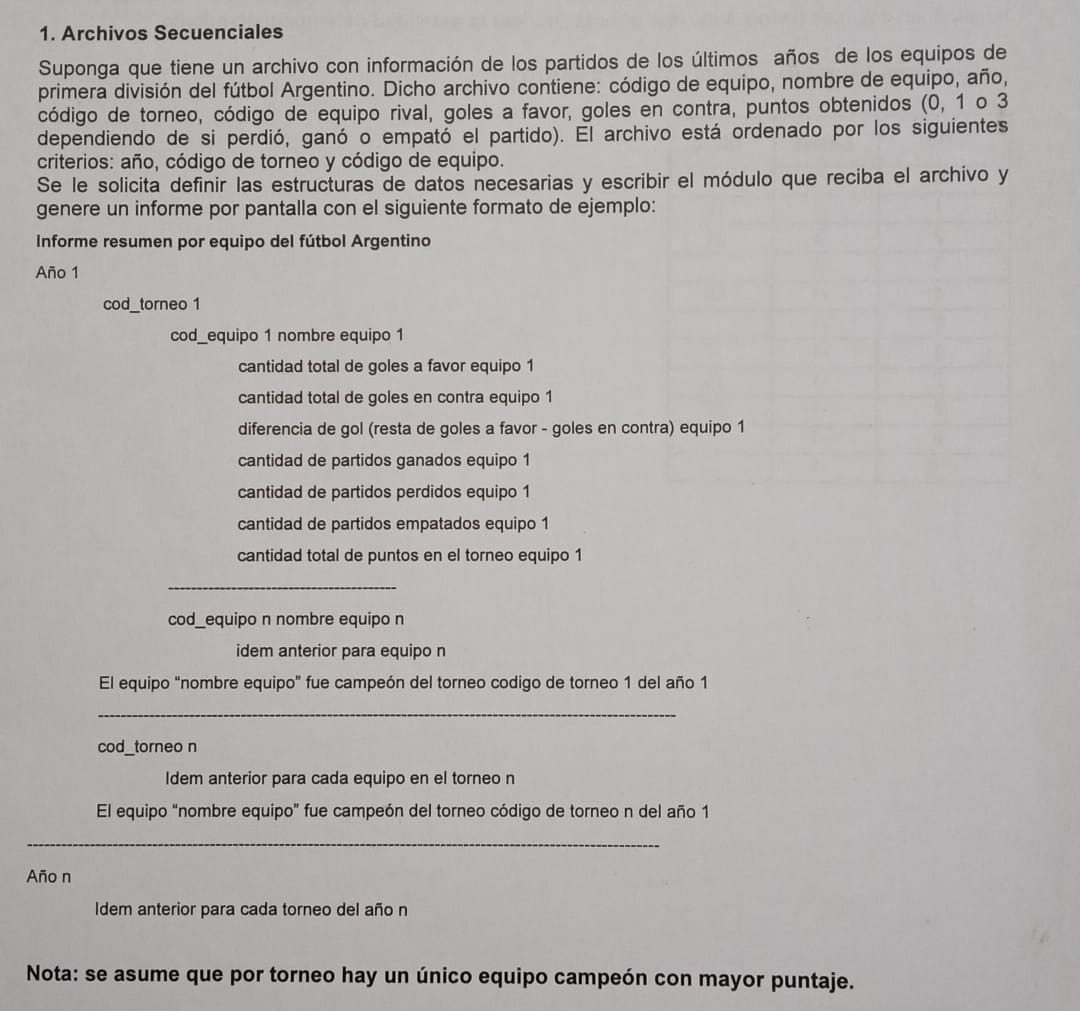 1. Archivos Secuenciales
Suponga que tiene un archivo con información de los partidos de los últimos años de los equipos de
primera división del fútbol Argentino. Dicho archivo contiene: código de equipo, nombre de equipo, año,
código de torneo, código de equipo rival, goles a favor, goles en contra, puntos obtenidos (0, 1 o 3
dependiendo de si perdió, ganó o empató el partido). El archivo está ordenado por los siguientes
criterios: año, código de torneo y código de equipo.
Se le solicita definir las estructuras de datos necesarias y escribir el módulo que reciba el archivo y
genere un informe por pantalla con el siguiente formato de ejemplo:
Informe resumen por equipo del fútbol Argentino
Año 1
cod_torneo 1
cod_equipo 1 nombre equipo 1
cantidad total de goles a favor equipo 1
cantidad total de goles en contra equipo 1
diferencia de gol (resta de goles a favor - goles en contra) equipo 1
cantidad de partidos ganados equipo 1
cantidad de partidos perdidos equipo 1
cantidad de partidos empatados equipo 1
cantidad total de puntos en el torneo equipo 1
----------------------------------------
cod_equipo n nombre equipo n
idem anterior para equipo n
El equipo "nombre equipo" fue campeón del torneo codigo de torneo 1 del año 1
----------------------------------------------------------------------------------------------------
cod_torneo n
Idem anterior para cada equipo en el torneo n
El equipo "nombre equipo" fue campeón del torneo código de torneo n del año 1
--------------------------------------------------------------------------------------------------------------
Año n
Idem anterior para cada torneo del año n
Nota: se asume que por torneo hay un único equipo campeón con mayor puntaje.